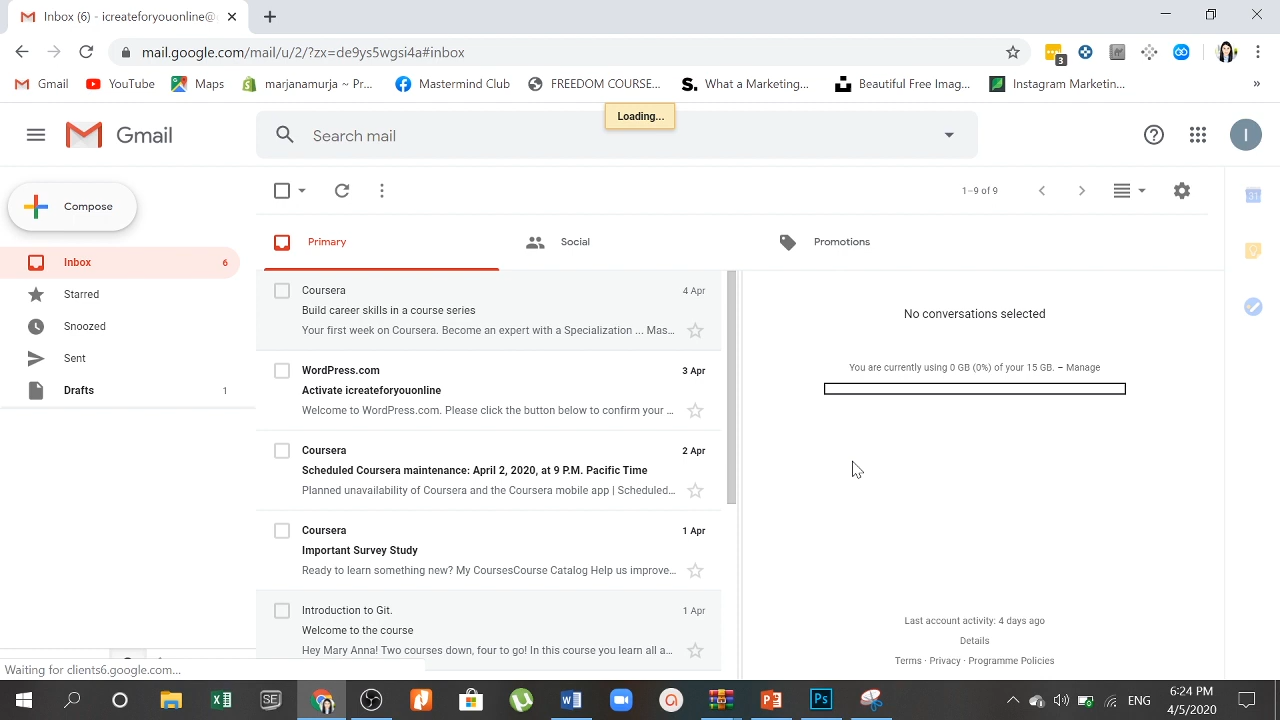 Inbox (6) - icreateforyouonline@
mail.google.com/mail/u/2/?zx=de9ys5wgsi4a#inbox
3
Gmail
YouTube
Maps
marjanamurja ~ Pr...
Mastermind Club
FREEDOM COURSE...
What a Marketing...
Beautiful Free Imag...
Instagram Marketin...
»
Loading...
Gmail
Search mail
I
Compose
1–9 of 9
31
Primary
Social
Promotions
Inbox 6
Starred
Snoozed
Sent
Drafts 1
Coursera 4 Apr
Build career skills in a course series
Your first week on Coursera. Become an expert with a Specialization ... Mas...
WordPress.com 3 Apr
Activate icreateforyouonline
Welcome to WordPress.com. Please click the button below to confirm your ...
Coursera 2 Apr
Scheduled Coursera maintenance: April 2, 2020, at 9 P.M. Pacific Time
Planned unavailability of Coursera and the Coursera mobile app | Scheduled...
Coursera 1 Apr
Important Survey Study
Ready to learn something new? My CoursesCourse Catalog Help us improve...
Introduction to Git. 1 Apr
Welcome to the course
Hey Mary Anna! Two courses down, four to go! In this course you learn all a...
No conversations selected
You are currently using 0 GB (0%) of your 15 GB. – Manage
Last account activity: 4 days ago
Details
Terms · Privacy · Programme Policies
Waiting for clients6.google.com...
ENG
6:24 PM
4/5/2020